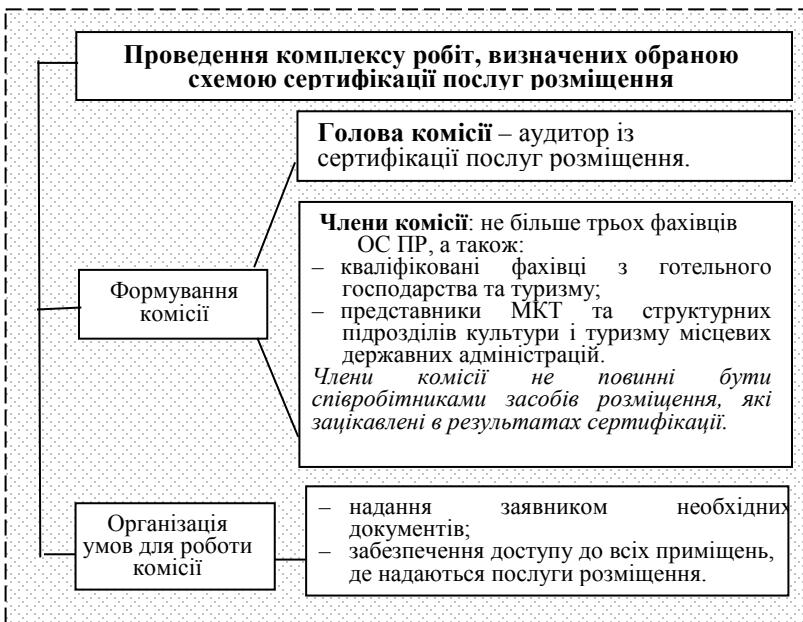 Проведення комплексу робіт, визначених обраною
схемою сертифікації послуг розміщення
Голова комісії – аудитор із
сертифікації послуг розміщення.
Формування
комісії
Члени комісії: не більше трьох фахівців
ОС ПР, а також:
– кваліфіковані фахівці з готельного
господарства та туризму;
– представники МКТ та структурних
підрозділів культури і туризму місцевих
державних адміністрацій.
Члени комісії не повинні бути
співробітниками засобів розміщення, які
зацікавлені в результатах сертифікації.
Організація
умов для роботи
комісії
– надання заявником необхідних
документів;
– забезпечення доступу до всіх приміщень,
де надаються послуги розміщення.